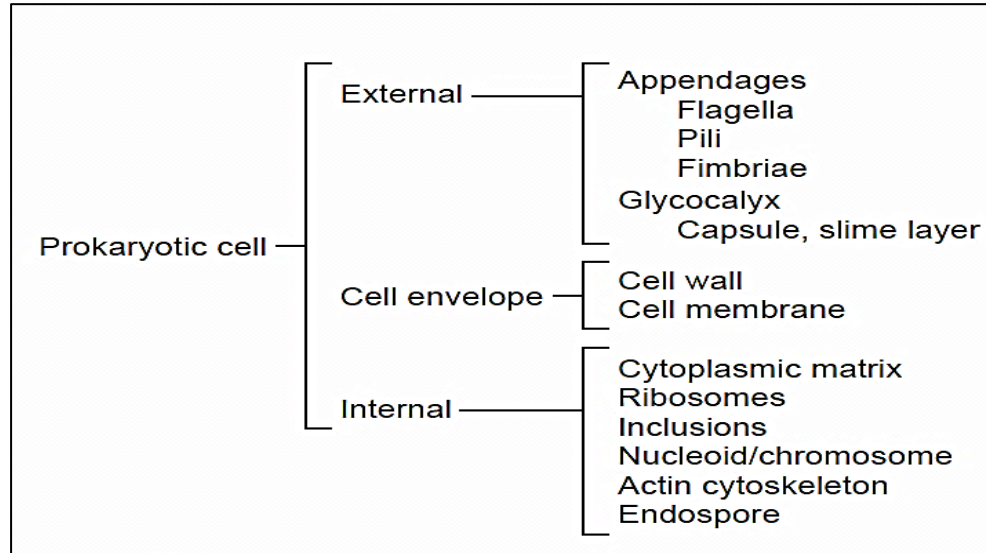 Prokaryotic cell
External
Appendages
Flagella
Pili
Fimbriae
Glycocalyx
Capsule, slime layer
Cell envelope
Cell wall
Cell membrane
Internal
Cytoplasmic matrix
Ribosomes
Inclusions
Nucleoid/chromosome
Actin cytoskeleton
Endospore